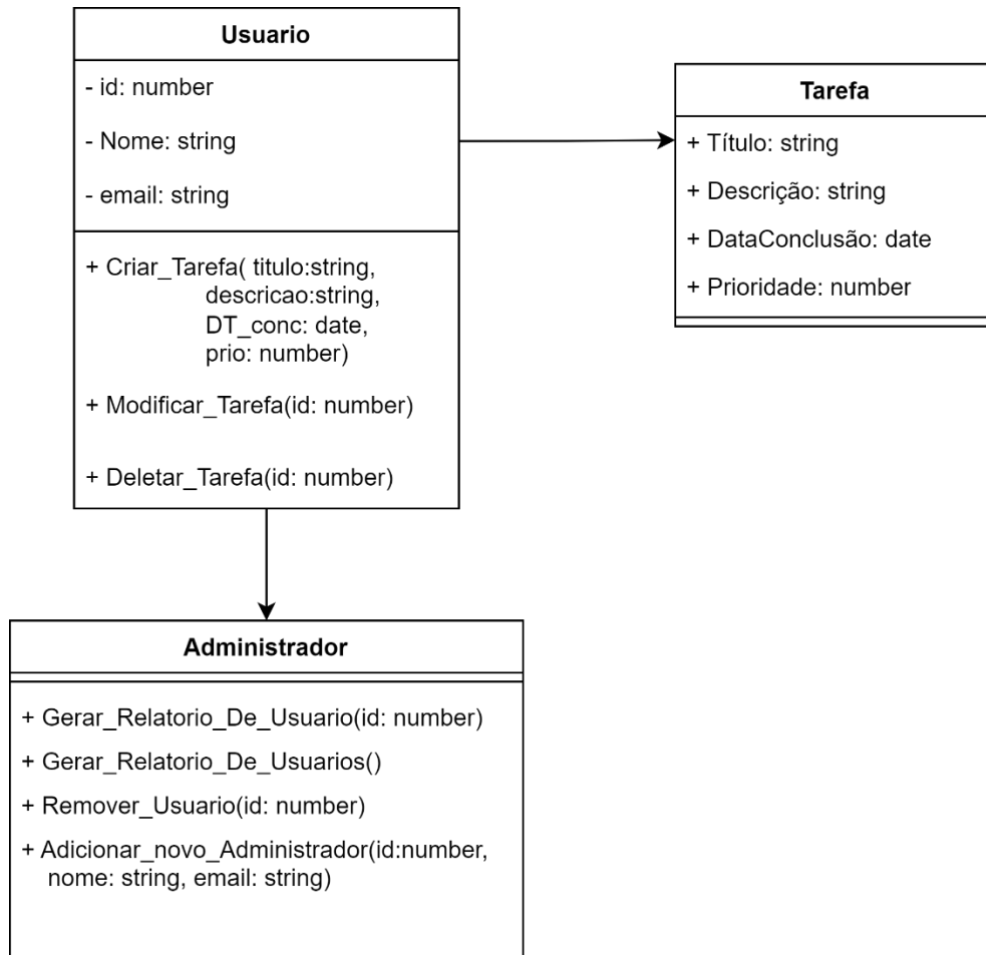 Usuario
- id: number
- Nome: string
- email: string
+ Criar_Tarefa( titulo:string,
descricao:string,
DT_conc: date,
prio: number)
+ Modificar_Tarefa(id: number)
+ Deletar_Tarefa(id: number)
Tarefa
+ Título: string
+ Descrição: string
+ DataConclusão: date
+ Prioridade: number
Administrador
+ Gerar_Relatorio_De_Usuario(id: number)
+ Gerar_Relatorio_De_Usuarios()
+ Remover_Usuario(id: number)
+ Adicionar_novo_Administrador(id:number,
nome: string, email: string)